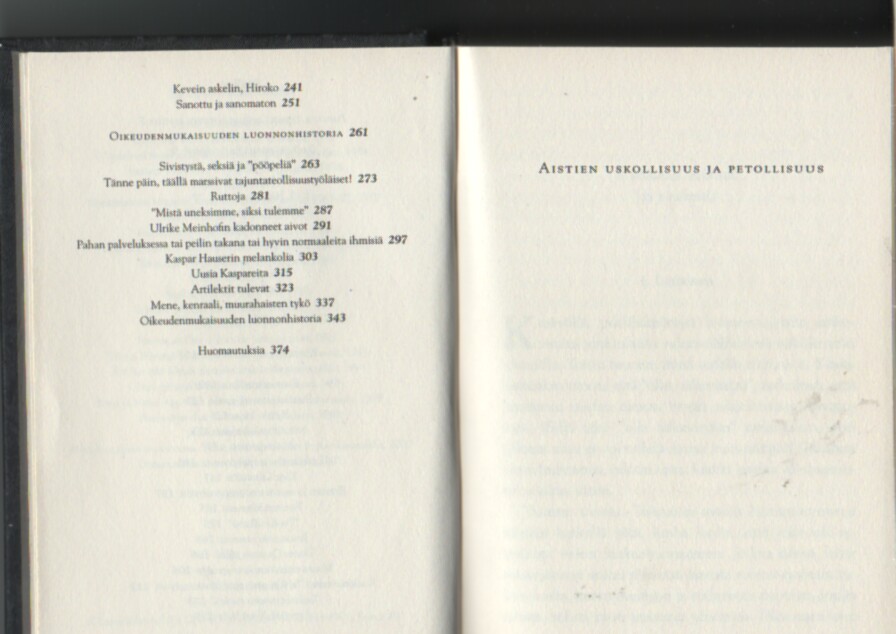 Kevein askelin, Hiroko 241
Sanottu ja sanomaton 251
OIKEUDENMUKAISUUDEN LUONNONHISTORIA 261
Sivistystä, seksiä ja "pööpeliä" 263
Tänne päin, täällä marssivat tajuntateollisuustyöläiset! 273
Ruttoja 281
"Mistä uneksimme, siksi tulemme" 287
Ulrike Meinhofin kadonneet aivot 291
Pahan palveluksessa tai peilin takana tai hyvin normaaleita ihmisiä 297
Kaspar Hauserin melankolia 303
Uusia Kaspareita 315
Artilektit tulevat 323
Mene, kenraali, muurahaisten tykö 337
Oikeudenmukaisuuden luonnonhistoria 343
Huomautuksia 374
AISTIEN USKOLLISUUS JA PETOLLISUUS